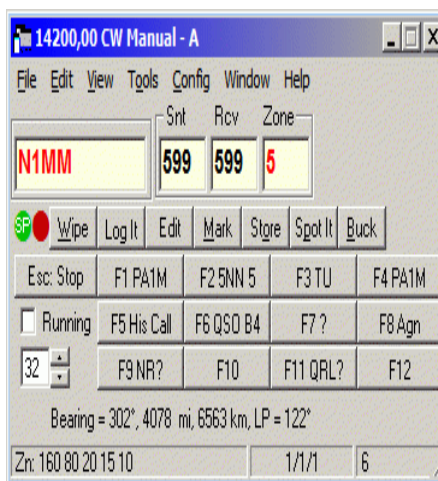 14200,00 CW Manual - A
File Edit View Tools Config Window Help
Snt Rcv Zone
N1MM 599 599 5
SP Wipe Log It Edit Mark Store Spot It Buck
Esc: Stop F1 PA1M F2 5NN 5 F3 TU F4 PA1M
Running F5 His Call F6 QSO B4 F7 ? F8 Agn
32 F9 NR? F10 F11 QRL? F12
Bearing = 302°, 4078 mi, 6563 km, LP = 122°
Zn: 160 80 20 15 10 1/1/1 6